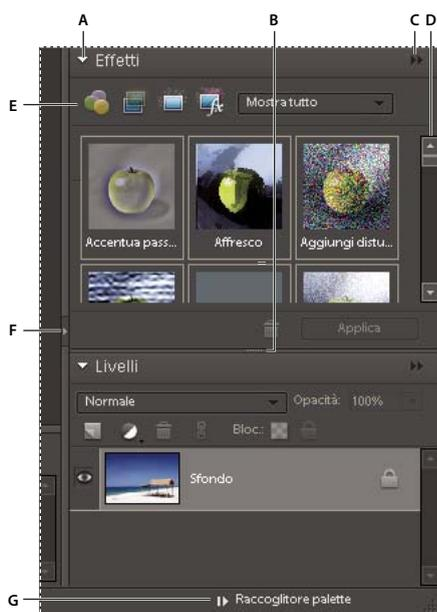 A B C D
Effetti
E
Mostra tutto
Accentua pass... Affresco Aggiungi distu...
F
Applica
Livelli
Normale Opacità: 100%
Bloc.:
Sfondo
G
Raccoglitore palette